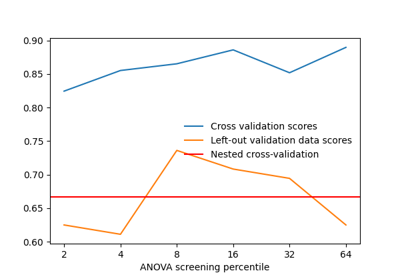 0.90
0.85
0.80
0.75
0.70
0.65
0.60
Cross validation scores
Left-out validation data scores
Nested cross-validation
2 4 8 16 32 64
ANOVA screening percentile